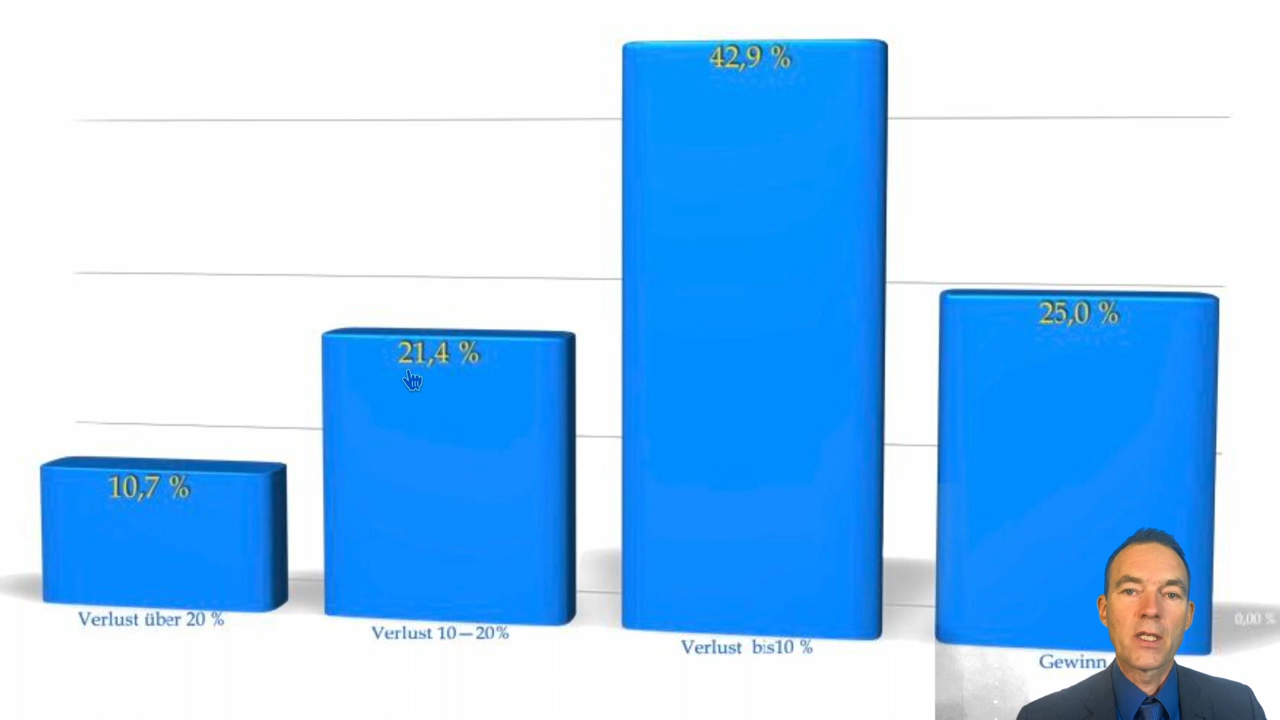 42,9 %
25,0 %
21,4 %
10,7 %
Verlust über 20 %
Verlust 10—20%
Verlust bis10 %
Gewinn
0,00 %